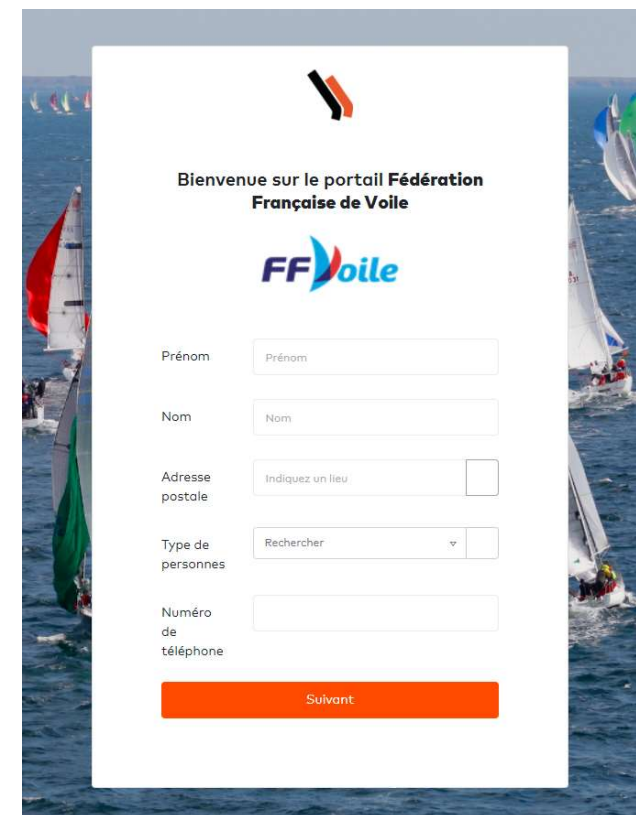 Bienvenue sur le portail Fédération
Française de Voile
FFVoile
Prénom
Prénom
Nom
Nom
Adresse
postale
Indiquez un lieu
Type de
personnes
Rechercher
Numéro
de
téléphone
Suivant